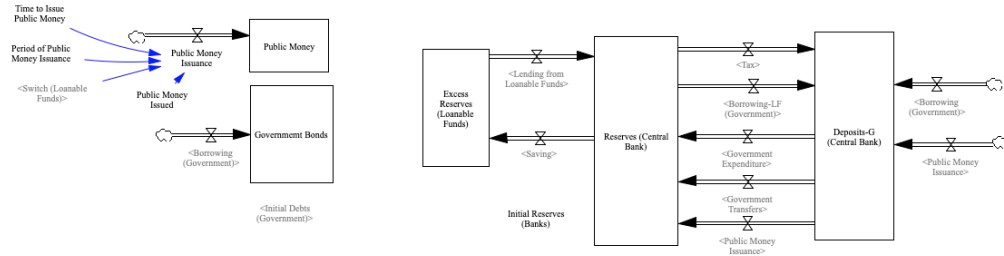 Time to Issue
Public Money
Period of Public
Money Issuance
<Switch (Loanable
Funds)>
Public Money
Issuance
Public Money
Issued
Public Money
<Borrowing
(Government)>
Government Bonds
<Initial Debts
(Government)>
Excess
Reserves
(Loanable
Funds)
<Lending from
Loanable Funds>
<Saving>
Initial Reserves
(Banks)
Reserves (Central
Bank)
<Tax>
<Borrowing-LF
(Government)>
<Government
Expenditure>
<Government
Transfers>
<Public Money
Issuance>
Deposits-G
(Central Bank)
<Borrowing
(Government)>
<Public Money
Issuance>